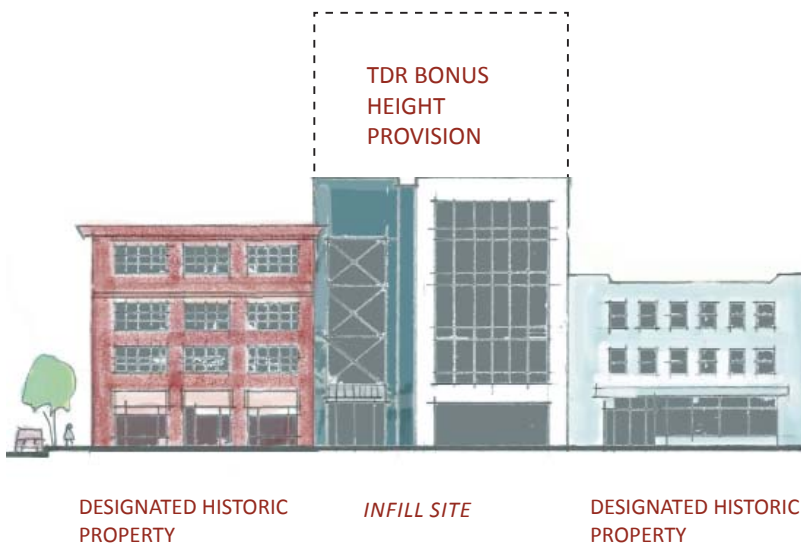 TDR BONUS
HEIGHT
PROVISION
DESIGNATED HISTORIC
PROPERTY
INFILL SITE
DESIGNATED HISTORIC
PROPERTY